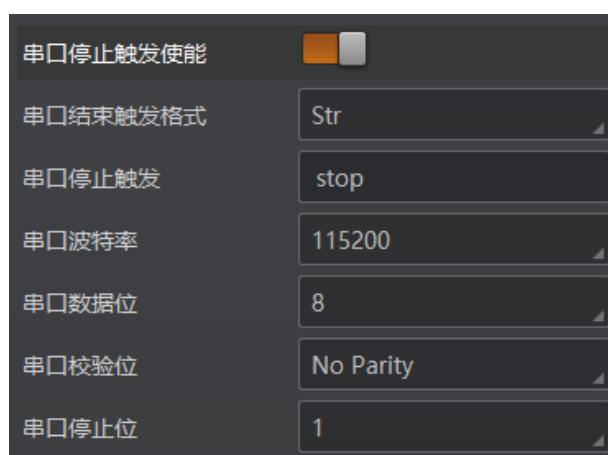 串口停止触发使能
串口结束触发格式 Str
串口停止触发 stop
串口波特率 115200
串口数据位 8
串口校验位 No Parity
串口停止位 1